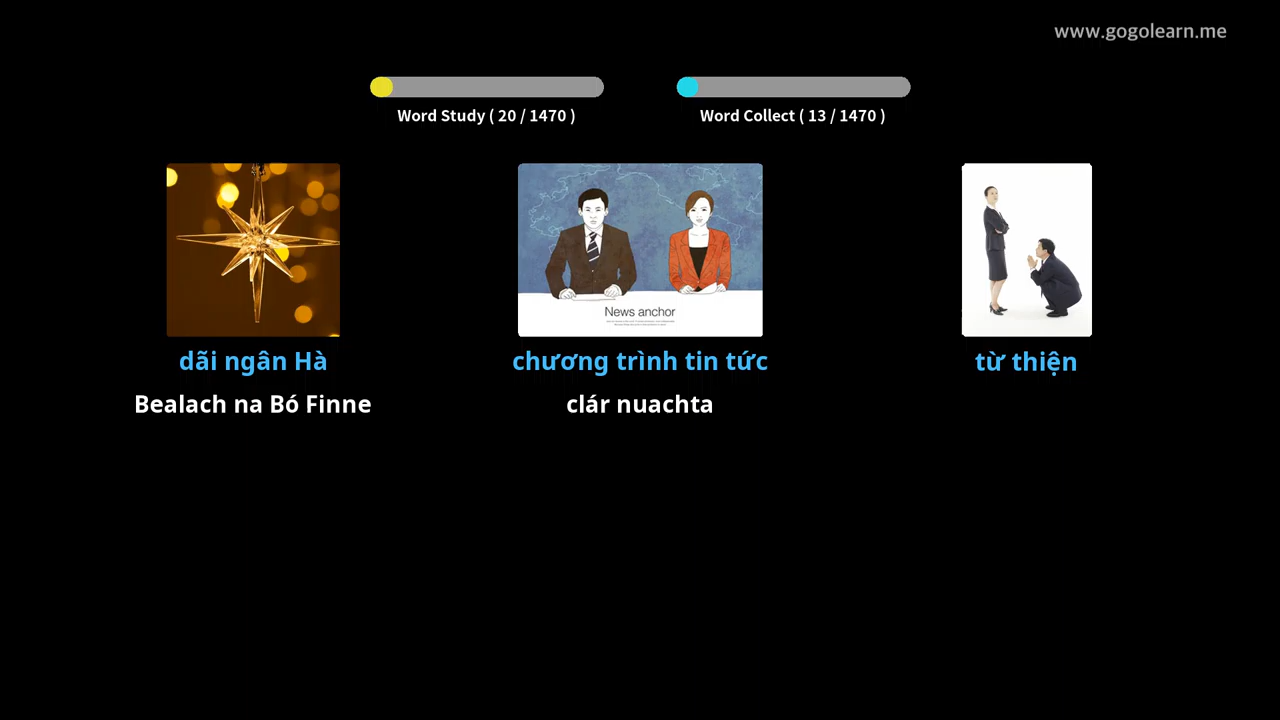 www.gogolearn.me
Word Study ( 20 / 1470 )
Word Collect ( 13 / 1470 )
News anchor
dãi ngân Hà
chương trình tin tức
từ thiện
Bealach na Bó Finne
clár nuachta